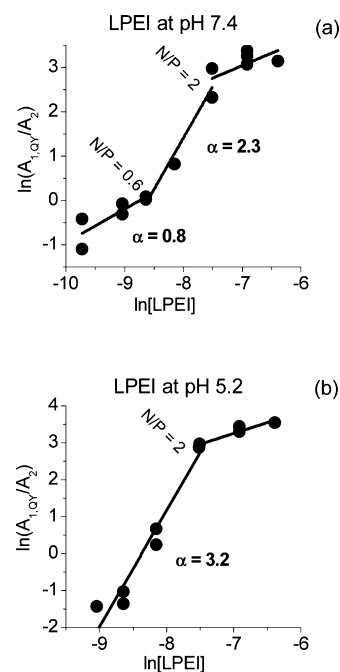 LPEI at pH 7.4
(a)
ln(A1,QY/A2)
3
2
1
0
-1
N/P = 2
N/P = 0.6
α = 2.3
α = 0.8
-10
-9
-8
-7
-6
ln[LPEI]
LPEI at pH 5.2
(b)
ln(A1,QY/A2)
4
3
2
1
0
-1
-2
N/P = 2
α = 3.2
-9
-8
-7
-6
ln[LPEI]